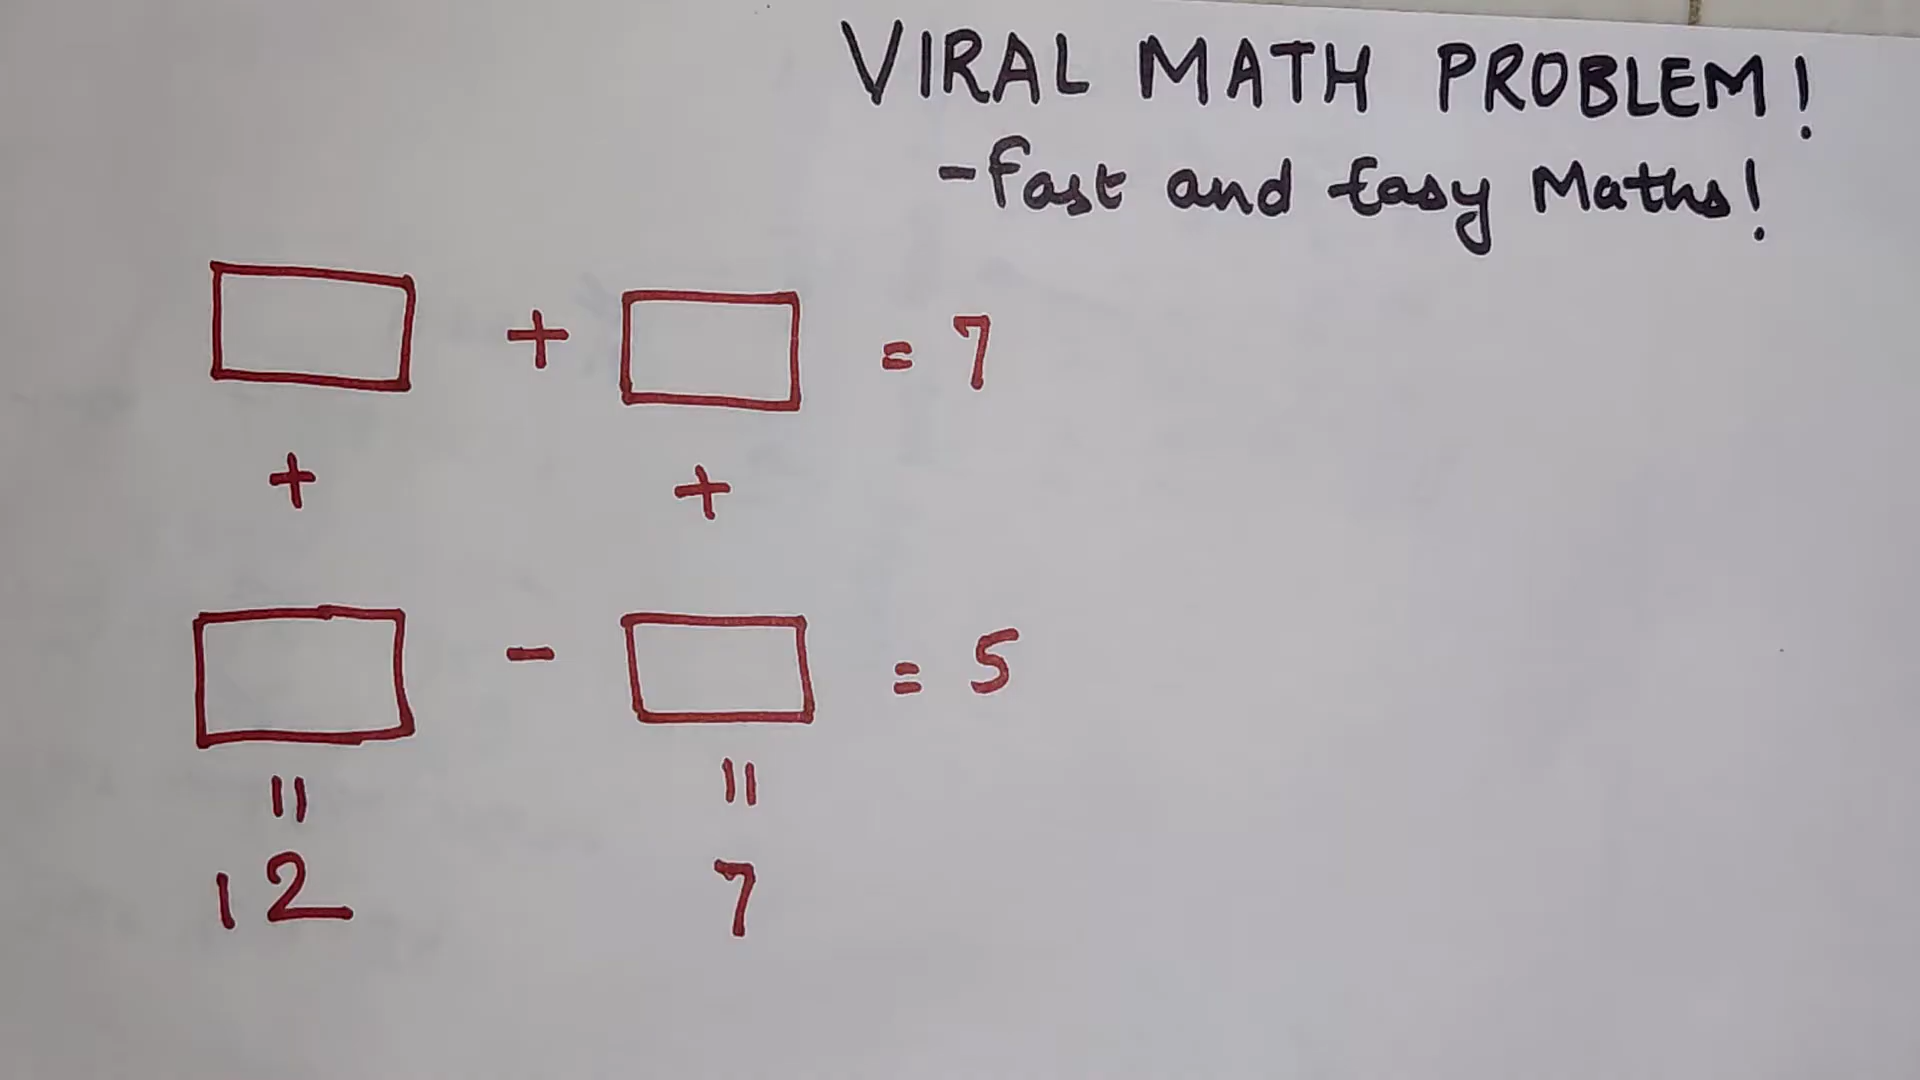 VIRAL MATH PROBLEM!
-fast and Easy Maths!
+ = 7
+ +
- = 5
= =
12 7